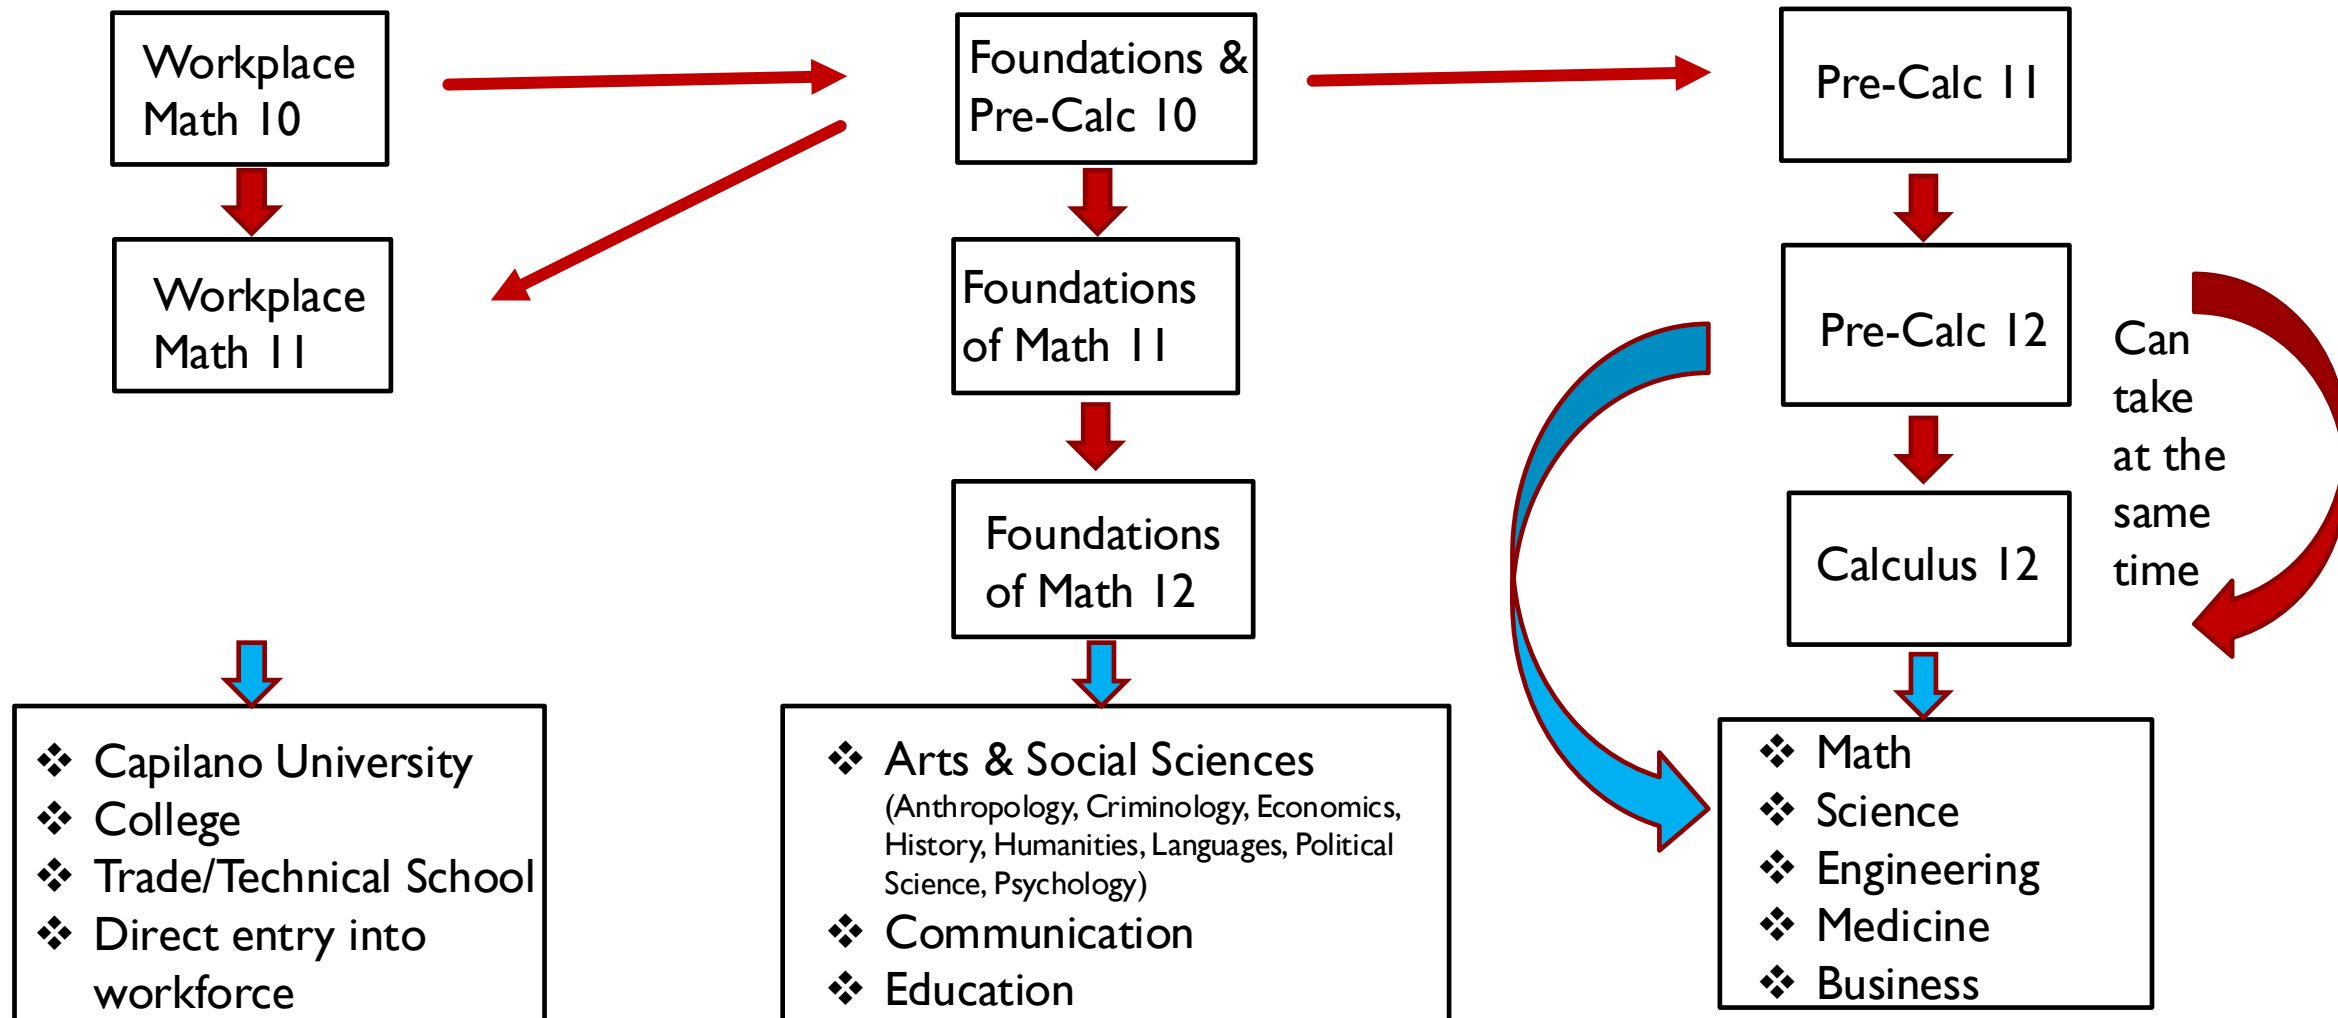 Workplace
Math 10
Foundations &
Pre-Calc 10
Pre-Calc 11
Workplace
Math 11
Foundations
of Math 11
Pre-Calc 12
Can
take
at the
same
time
Foundations
of Math 12
Calculus 12
❖ Capilano University
❖ College
❖ Trade/Technical School
❖ Direct entry into
workforce
❖ Arts & Social Sciences
(Anthropology, Criminology, Economics,
History, Humanities, Languages, Political
Science, Psychology)
❖ Communication
❖ Education
❖ Math
❖ Science
❖ Engineering
❖ Medicine
❖ Business